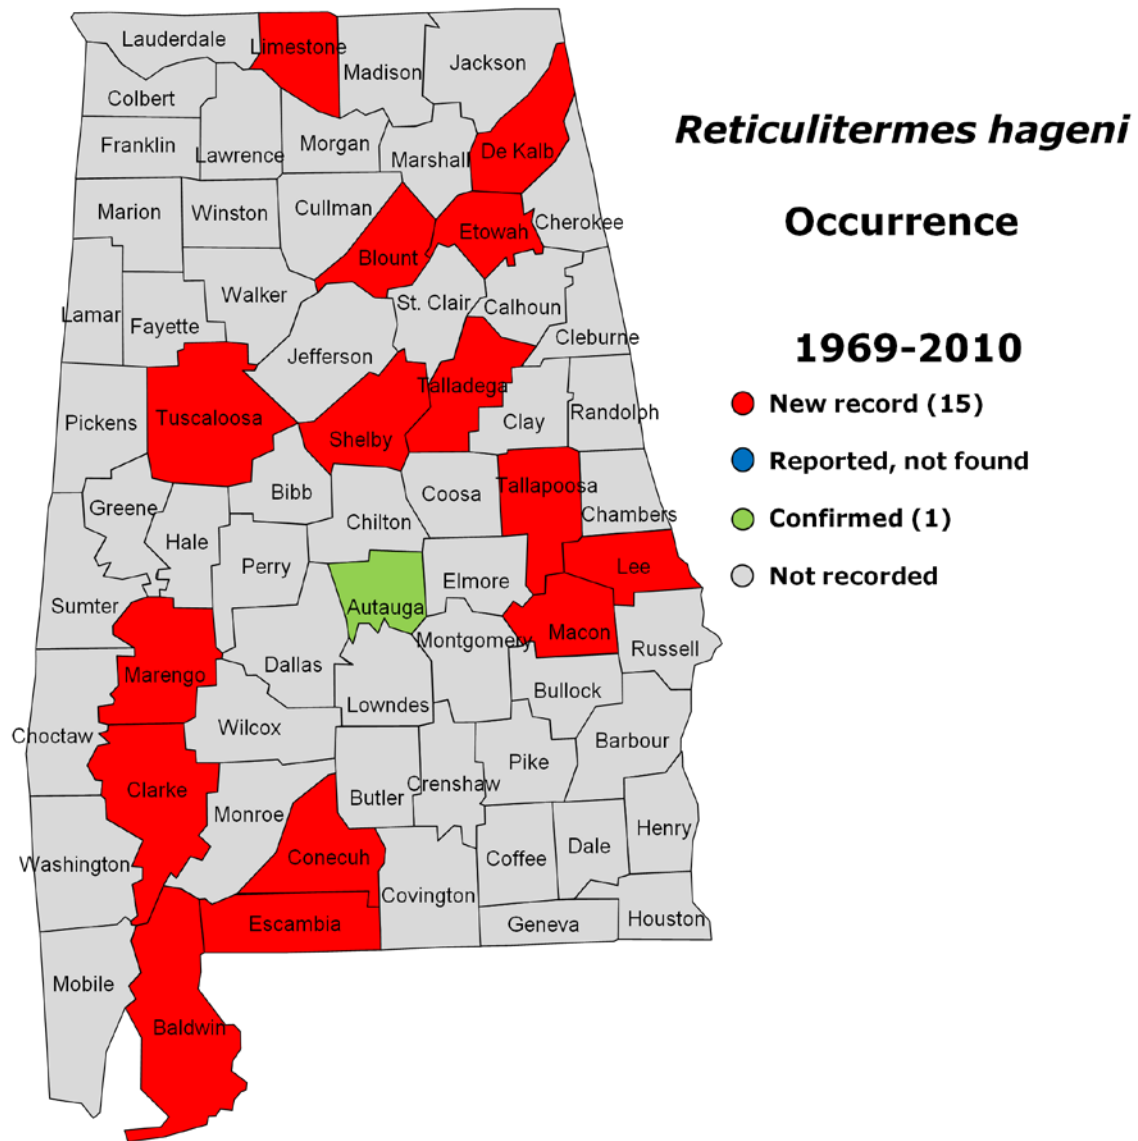 Lauderdale
Limestone
Madison
Jackson
Colbert
Franklin
Lawrence
Morgan
Marshall
De Kalb
Reticulitermes hageni
Marion
Winston
Cullman
Blount
Etowah
Cherokee
Occurrence
Lamar
Fayette
Walker
St. Clair
Calhoun
Cleburne
Jefferson
1969-2010
Pickens
Tuscaloosa
Shelby
Talladega
Clay
Randolph
New record (15)
Reported, not found
Greene
Hale
Bibb
Chilton
Coosa
Tallapoosa
Chambers
Confirmed (1)
Sumter
Perry
Autauga
Elmore
Lee
Not recorded
Marengo
Dallas
Lowndes
Montgomery
Macon
Russell
Bullock
Choctaw
Wilcox
Clarke
Monroe
Butler
Crenshaw
Pike
Barbour
Washington
Conecuh
Covington
Coffee
Dale
Henry
Escambia
Geneva
Houston
Mobile
Baldwin